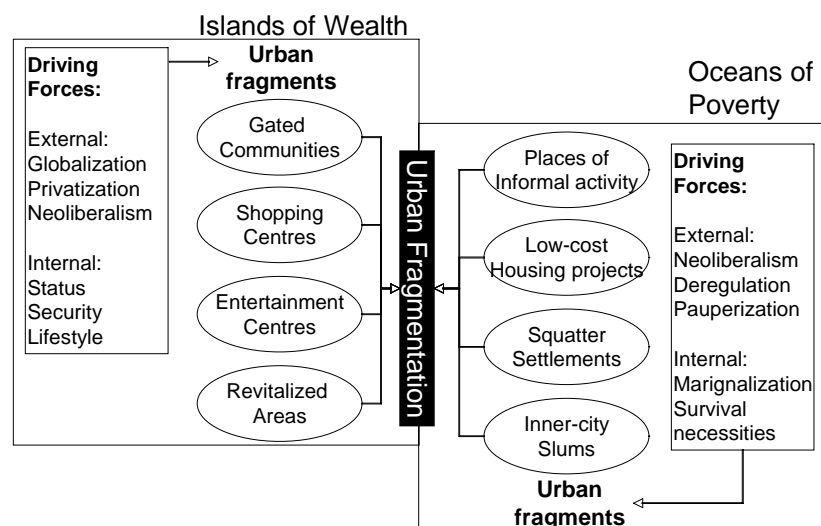 Islands of Wealth
Driving
Forces:
External:
Globalization
Privatization
Neoliberalism
Internal:
Status
Security
Lifestyle
Urban
fragments
Gated
Communities
Shopping
Centres
Entertainment
Centres
Revitalized
Areas
Urban Fragmentation
Oceans of
Poverty
Places of
Informal activity
Low-cost
Housing projects
Squatter
Settlements
Inner-city
Slums
Urban
fragments
Driving
Forces:
External:
Neoliberalism
Deregulation
Pauperization
Internal:
Marignalization
Survival
necessities